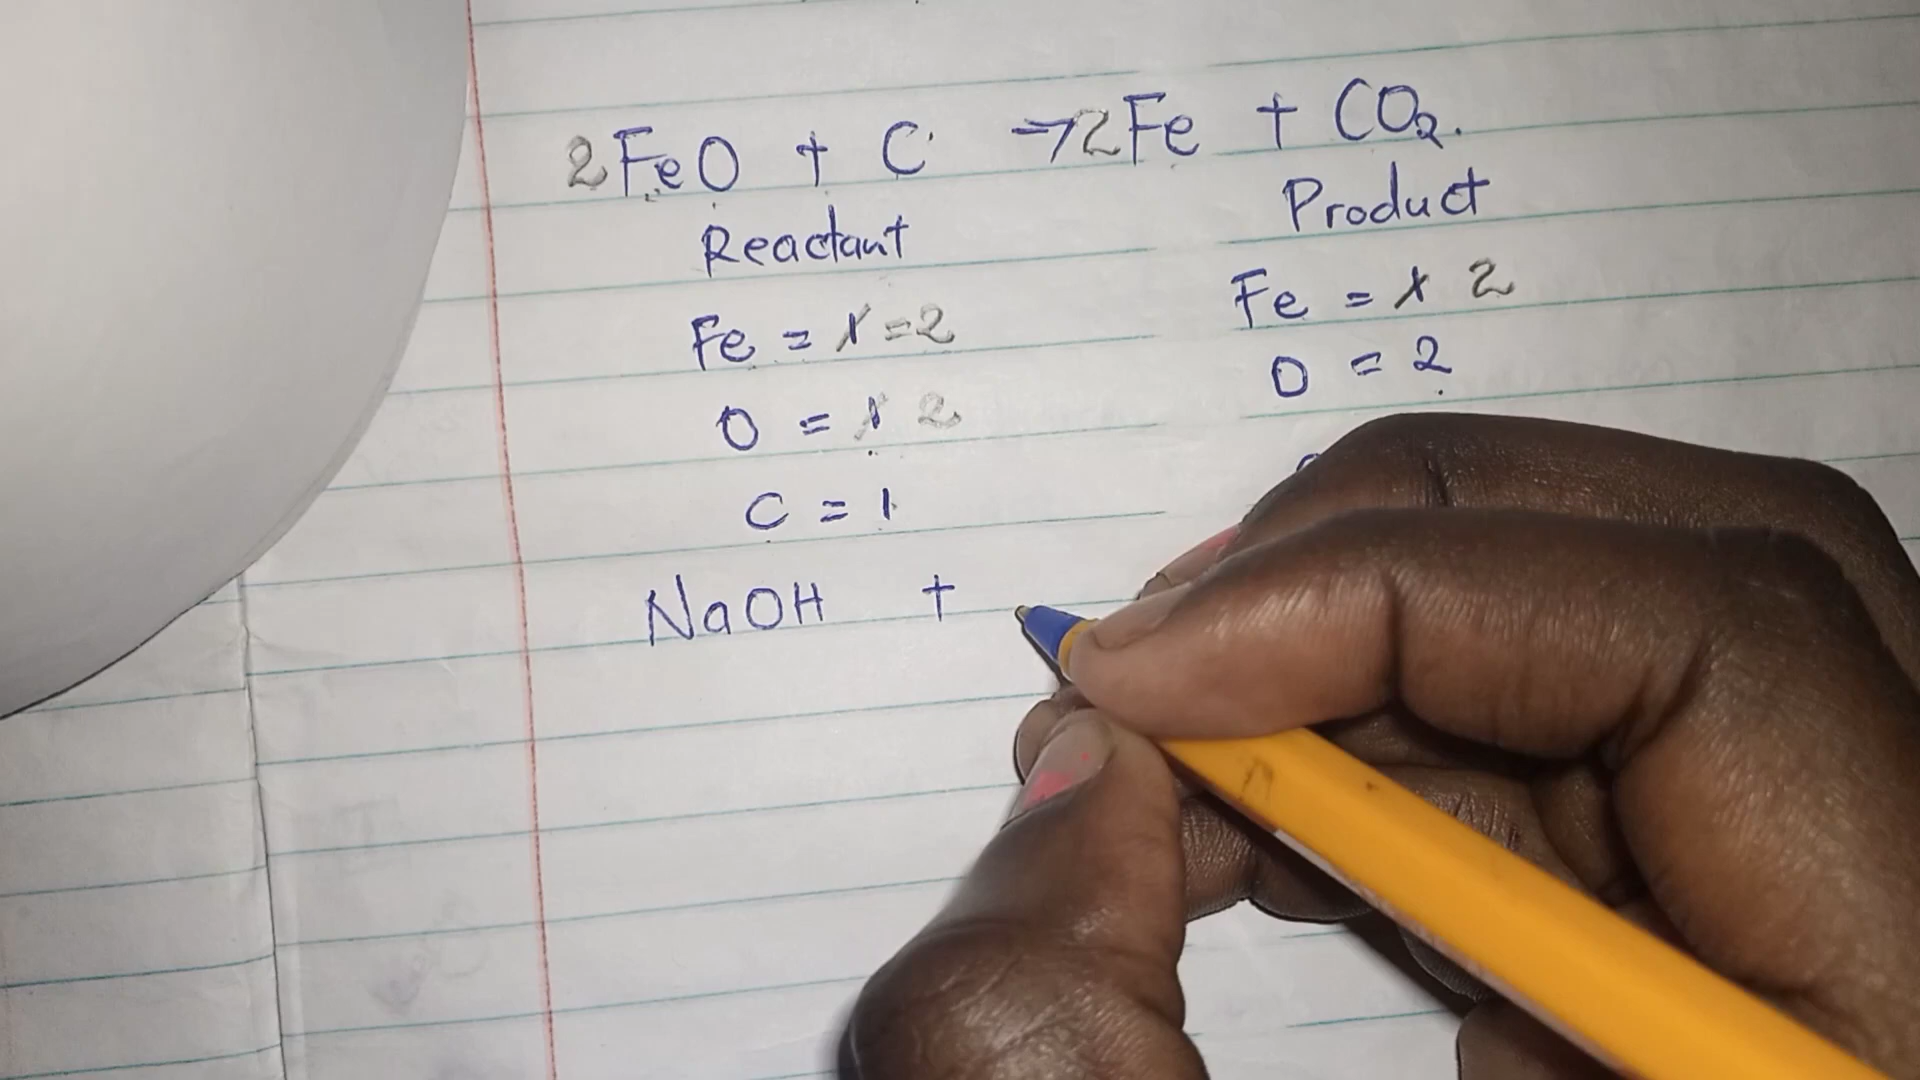 2FeO + C → 2Fe + CO₂.
Reactant Product
Fe = 1 = 2 Fe = 1 2
O = 1 2 O = 2
C = 1
NaOH +